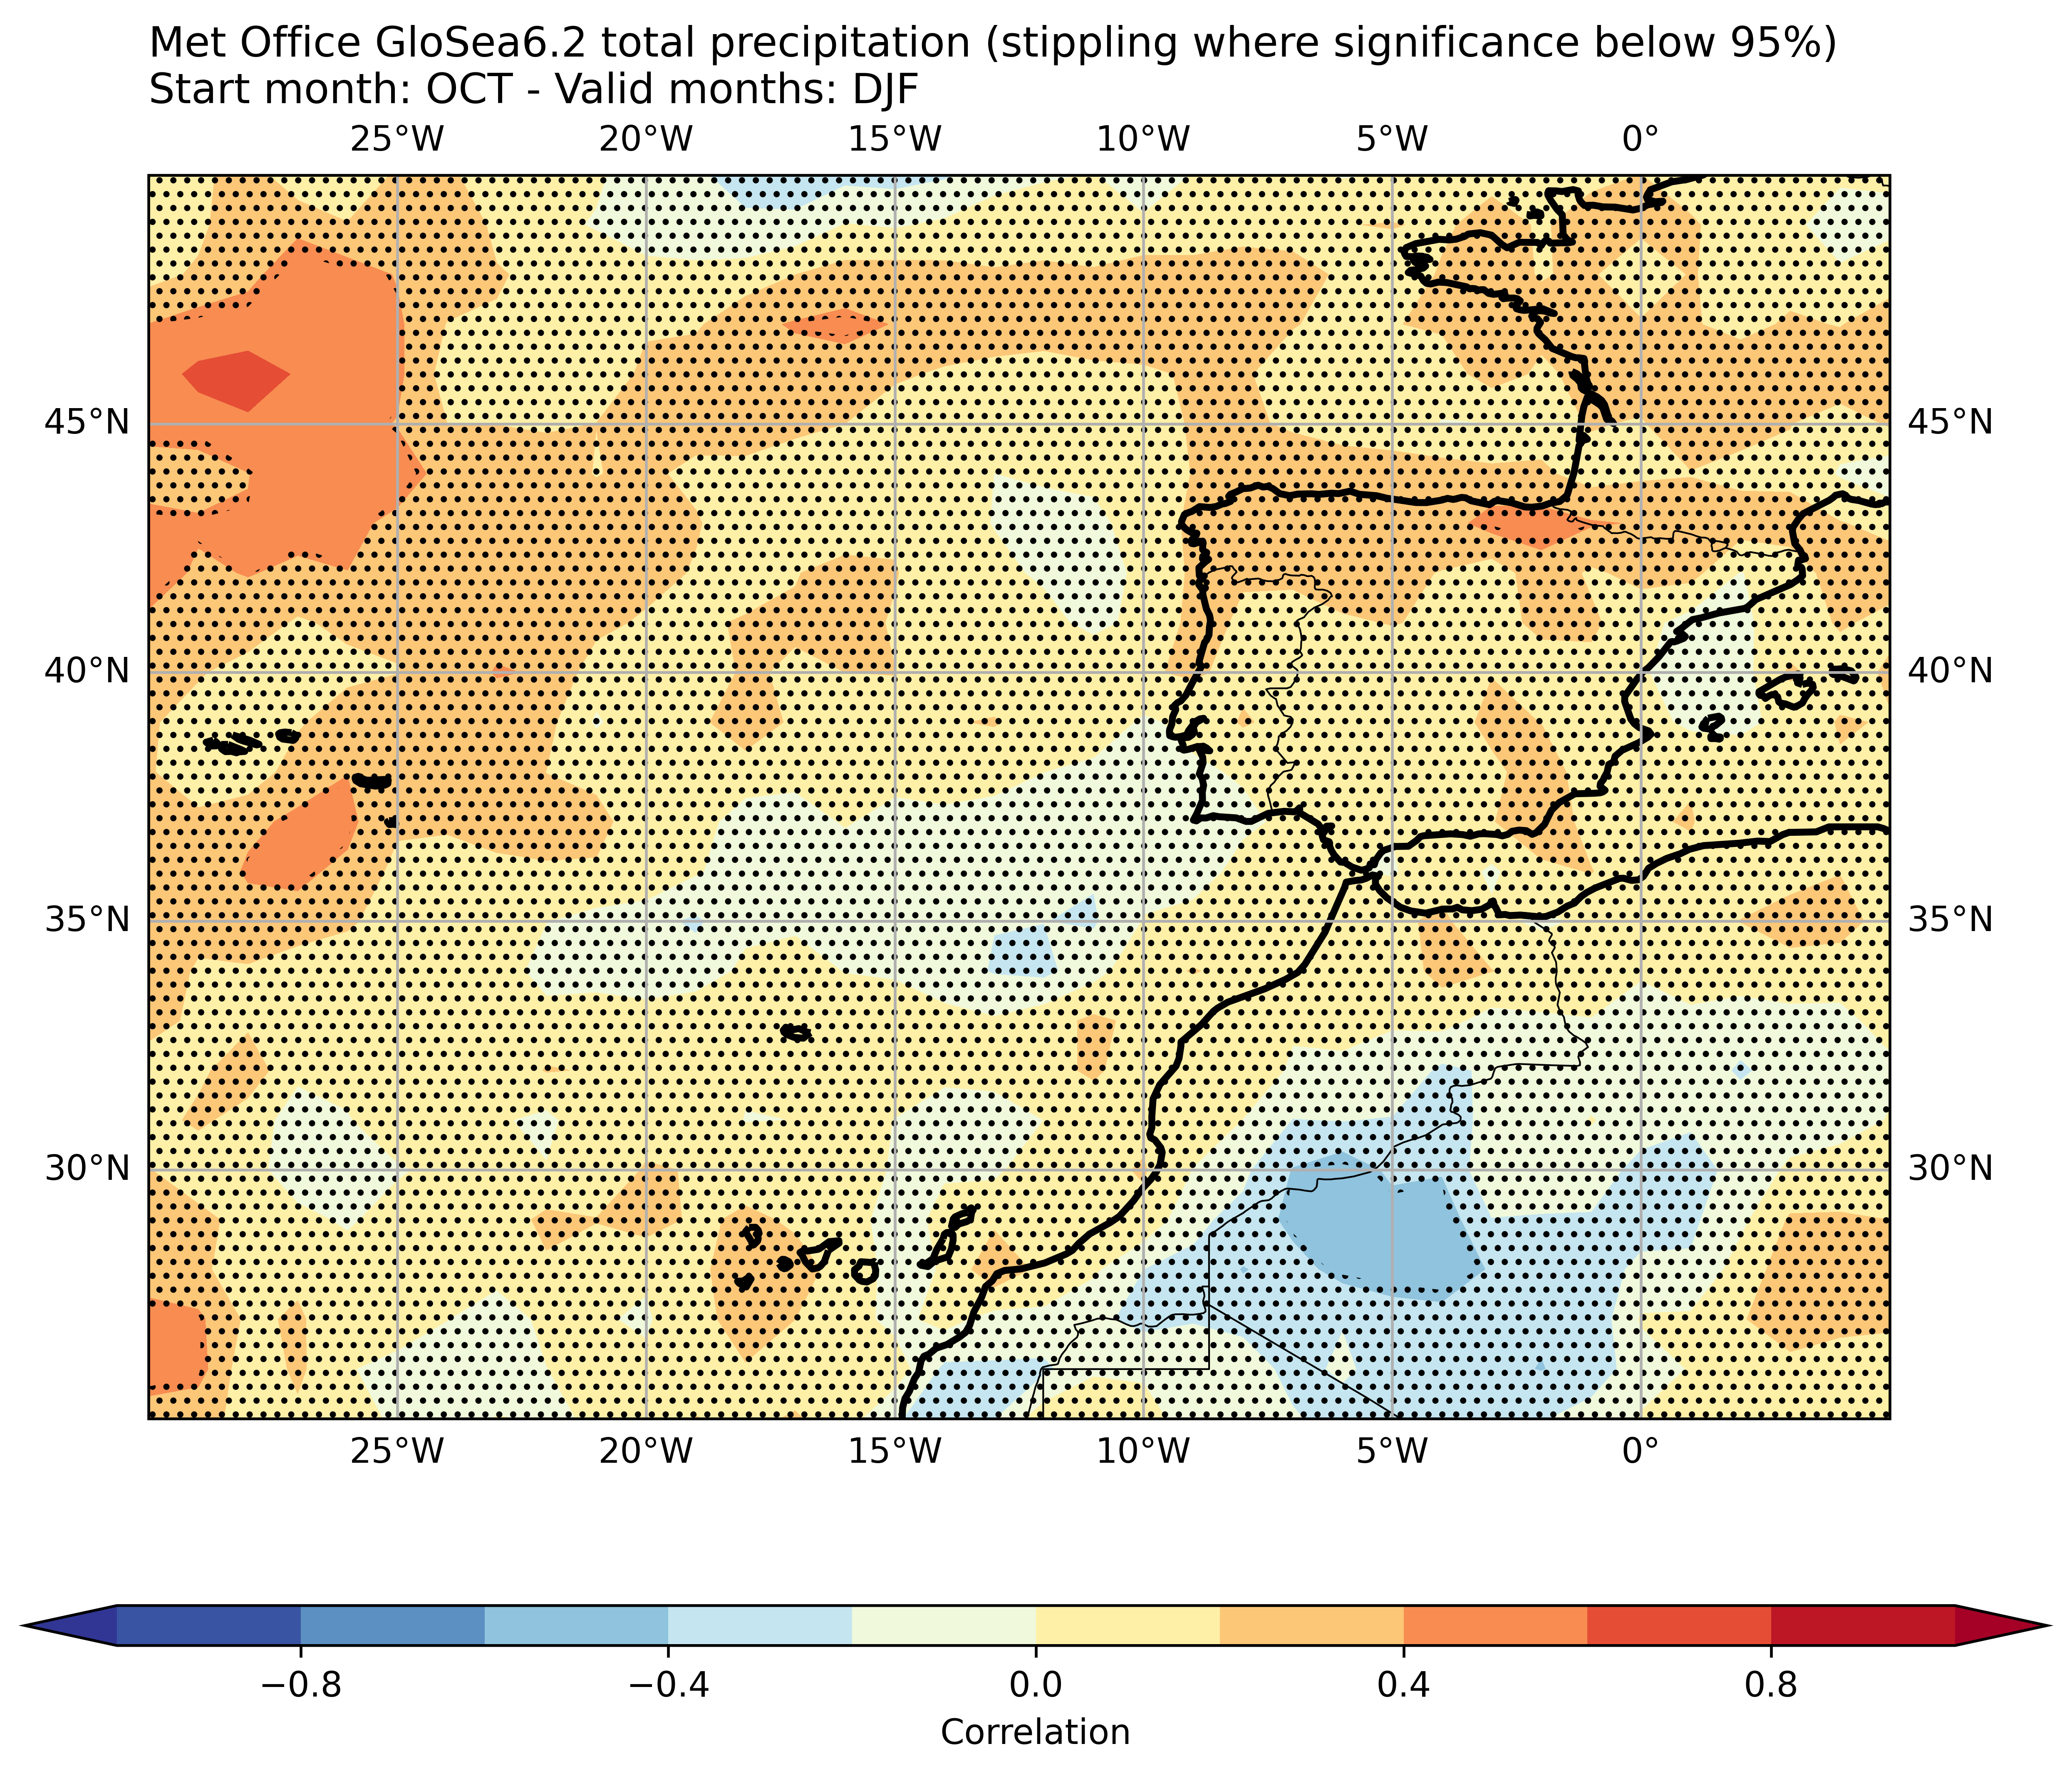 Met Office GloSea6.2 total precipitation (stippling where significance below 95%)
Start month: OCT - Valid months: DJF
25°W 20°W 15°W 10°W 5°W 0°
45°N 45°N
40°N 40°N
35°N 35°N
30°N 30°N
25°W 20°W 15°W 10°W 5°W 0°
−0.8 −0.4 0.0 0.4 0.8
Correlation